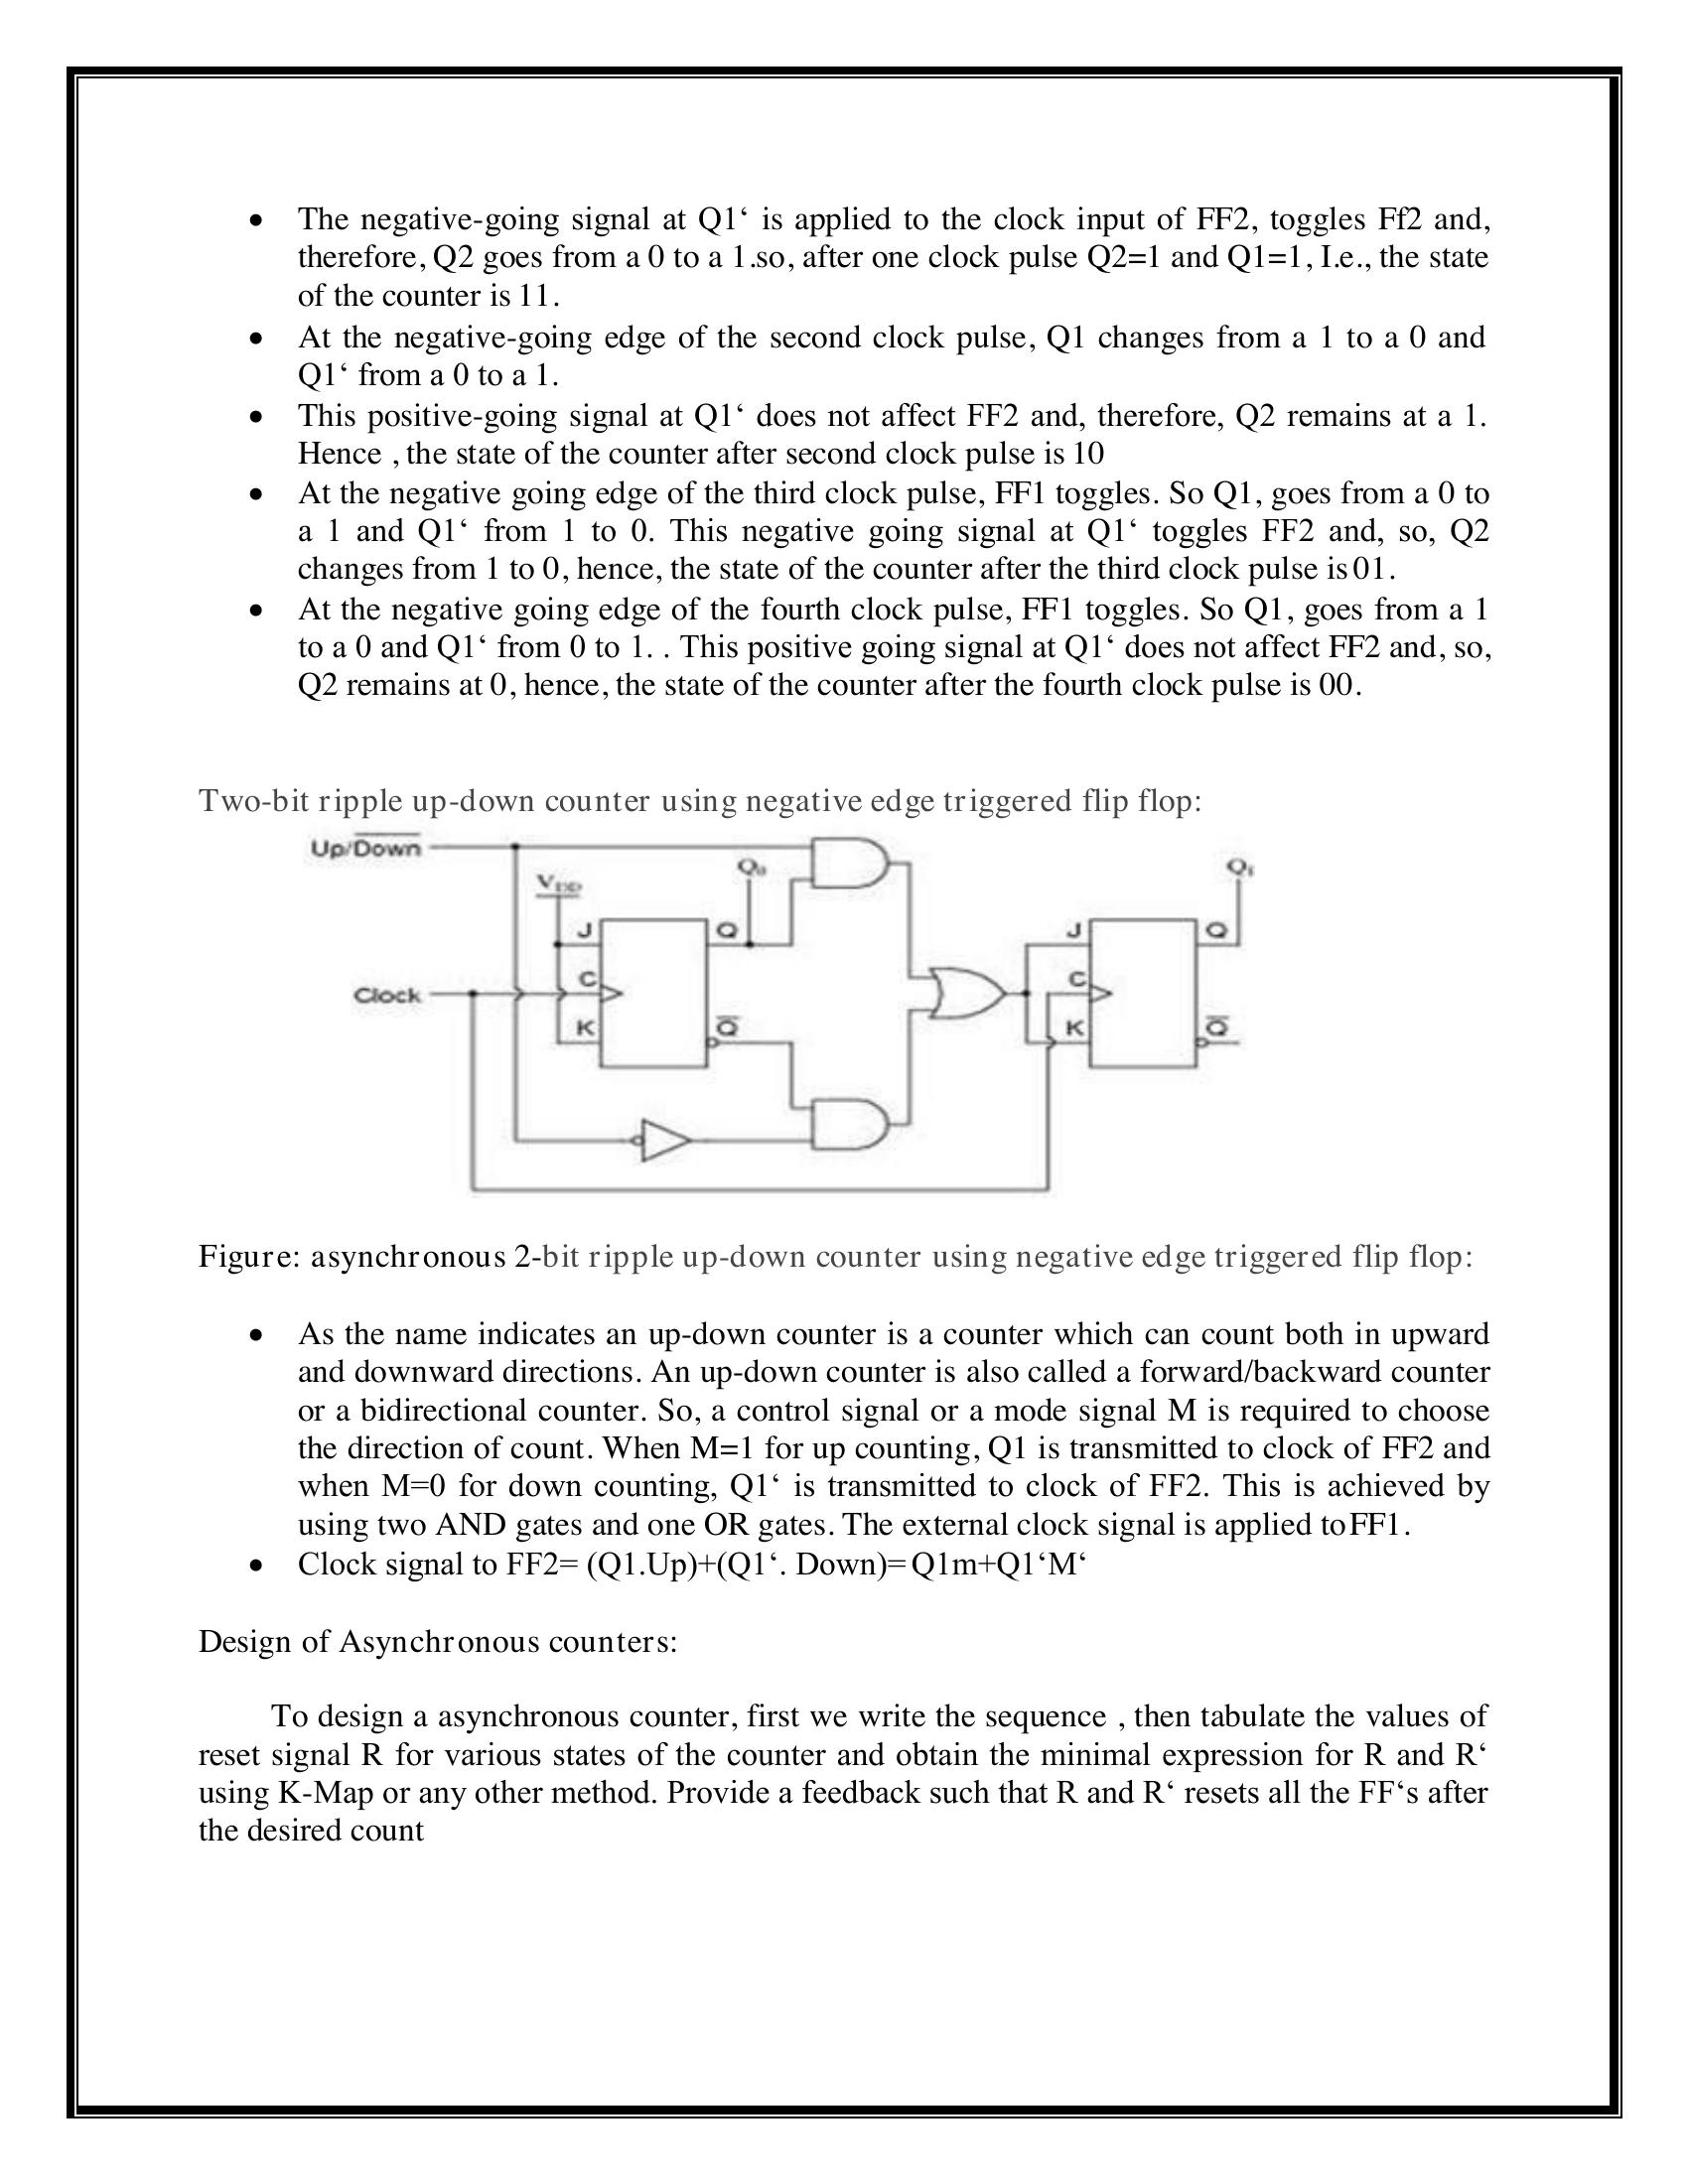 • The negative-going signal at Q1‘ is applied to the clock input of FF2, toggles Ff2 and,
therefore, Q2 goes from a 0 to a 1.so, after one clock pulse Q2=1 and Q1=1, I.e., the state
of the counter is 11.
• At the negative-going edge of the second clock pulse, Q1 changes from a 1 to a 0 and
Q1‘ from a 0 to a 1.
• This positive-going signal at Q1‘ does not affect FF2 and, therefore, Q2 remains at a 1.
Hence , the state of the counter after second clock pulse is 10
• At the negative going edge of the third clock pulse, FF1 toggles. So Q1, goes from a 0 to
a 1 and Q1‘ from 1 to 0. This negative going signal at Q1‘ toggles FF2 and, so, Q2
changes from 1 to 0, hence, the state of the counter after the third clock pulse is 01.
• At the negative going edge of the fourth clock pulse, FF1 toggles. So Q1, goes from a 1
to a 0 and Q1‘ from 0 to 1. . This positive going signal at Q1‘ does not affect FF2 and, so,
Q2 remains at 0, hence, the state of the counter after the fourth clock pulse is 00.
Two-bit ripple up-down counter using negative edge triggered flip flop:
Up/D̅o̅w̅n̅
Q₀
Q₁
V_DD
J
Q
J
Q
C
C
Clock
K
Q̅
K
Q̅
Figure: asynchronous 2-bit ripple up-down counter using negative edge triggered flip flop:
• As the name indicates an up-down counter is a counter which can count both in upward
and downward directions. An up-down counter is also called a forward/backward counter
or a bidirectional counter. So, a control signal or a mode signal M is required to choose
the direction of count. When M=1 for up counting, Q1 is transmitted to clock of FF2 and
when M=0 for down counting, Q1‘ is transmitted to clock of FF2. This is achieved by
using two AND gates and one OR gates. The external clock signal is applied to FF1.
• Clock signal to FF2= (Q1.Up)+(Q1‘. Down)= Q1m+Q1‘M‘
Design of Asynchronous counters:
To design a asynchronous counter, first we write the sequence , then tabulate the values of
reset signal R for various states of the counter and obtain the minimal expression for R and R‘
using K-Map or any other method. Provide a feedback such that R and R‘ resets all the FF‘s after
the desired count